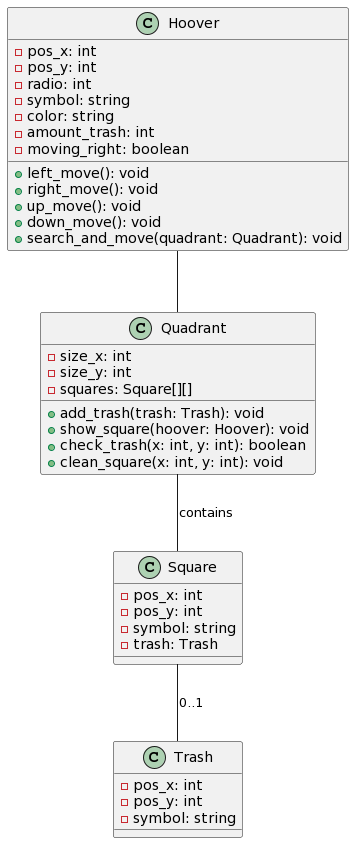 C Hoover
pos_x: int
pos_y: int
radio: int
symbol: string
color: string
amount_trash: int
moving_right: boolean
left_move(): void
right_move(): void
up_move(): void
down_move(): void
search_and_move(quadrant: Quadrant): void
C Quadrant
size_x: int
size_y: int
squares: Square[][]
add_trash(trash: Trash): void
show_square(hoover: Hoover): void
check_trash(x: int, y: int): boolean
clean_square(x: int, y: int): void
contains
C Square
pos_x: int
pos_y: int
symbol: string
trash: Trash
0..1
C Trash
pos_x: int
pos_y: int
symbol: string